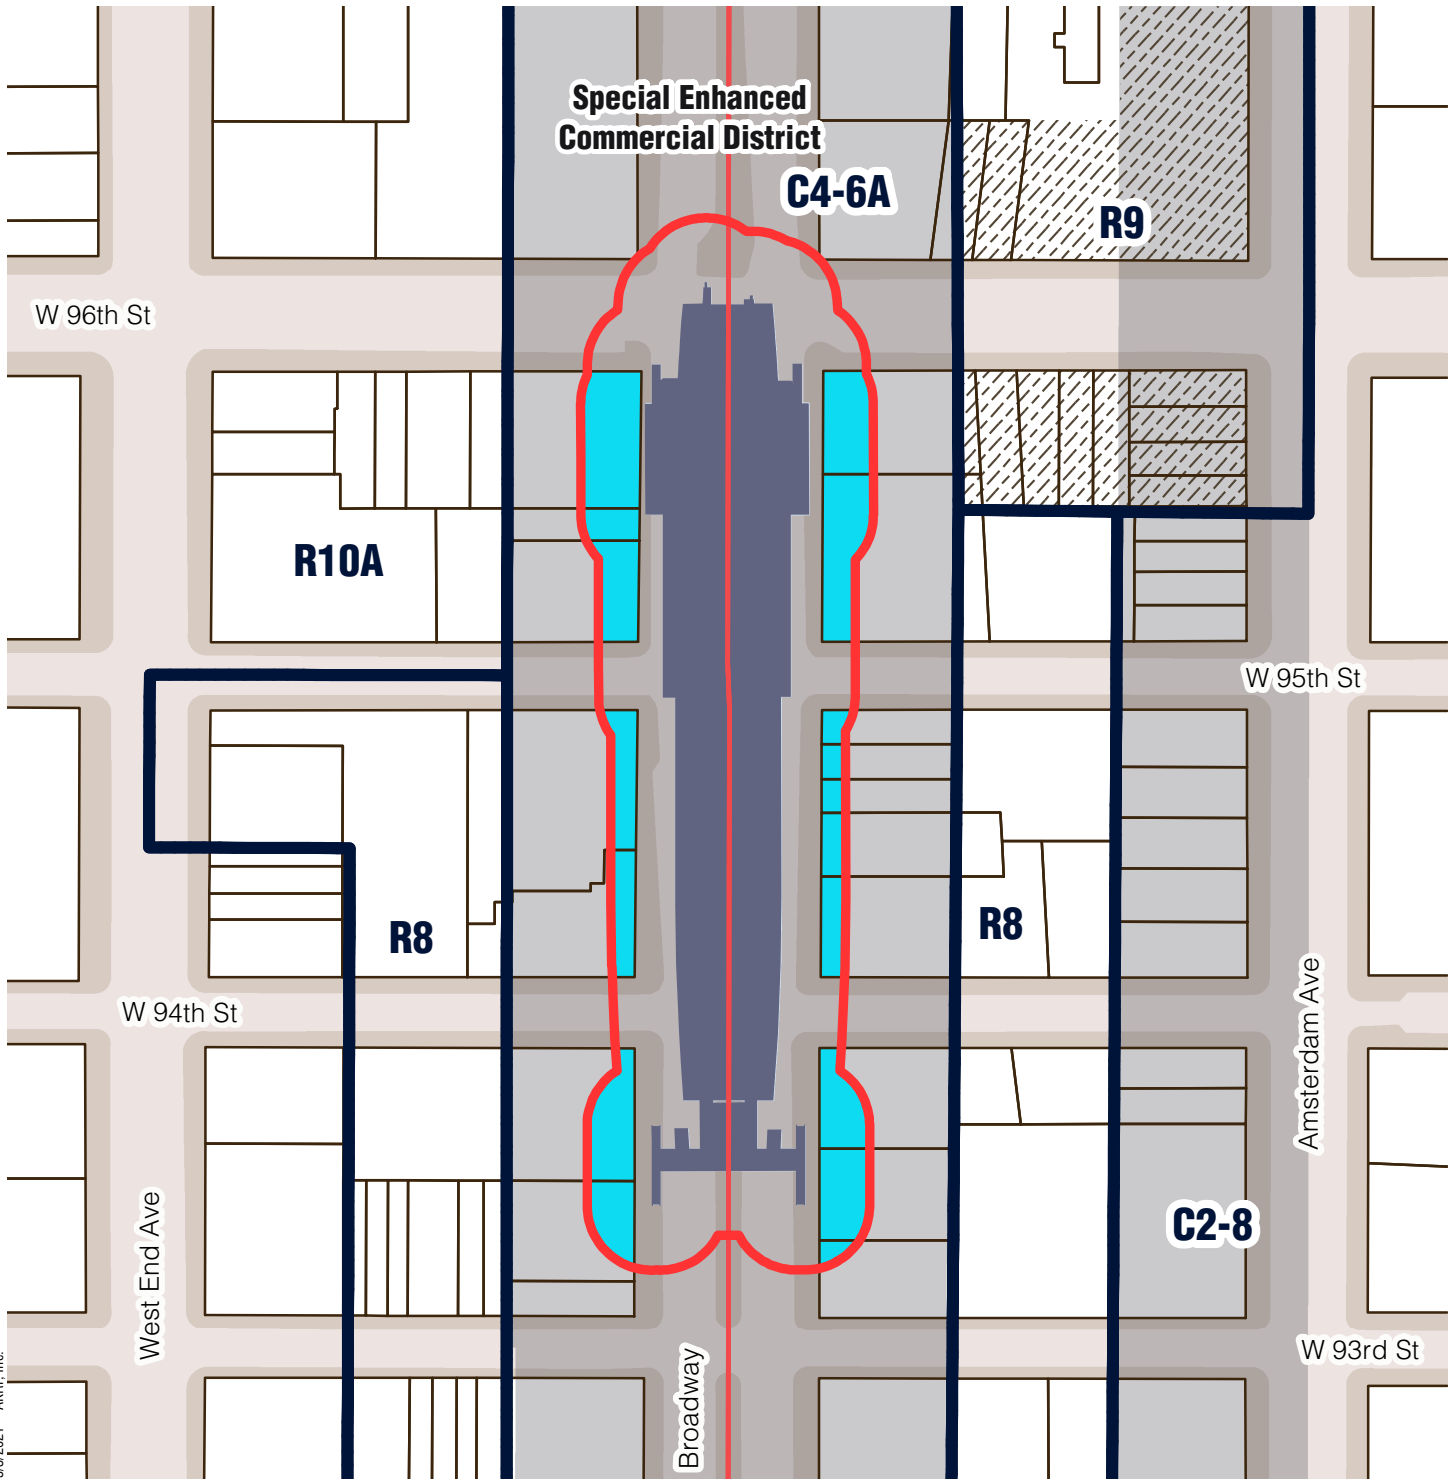 Special Enhanced
Commercial District
C4-6A
R9
W 96th St
R10A
W 95th St
R8
R8
W 94th St
Amsterdam Ave
West End Ave
C2-8
W 93rd St
Broadway